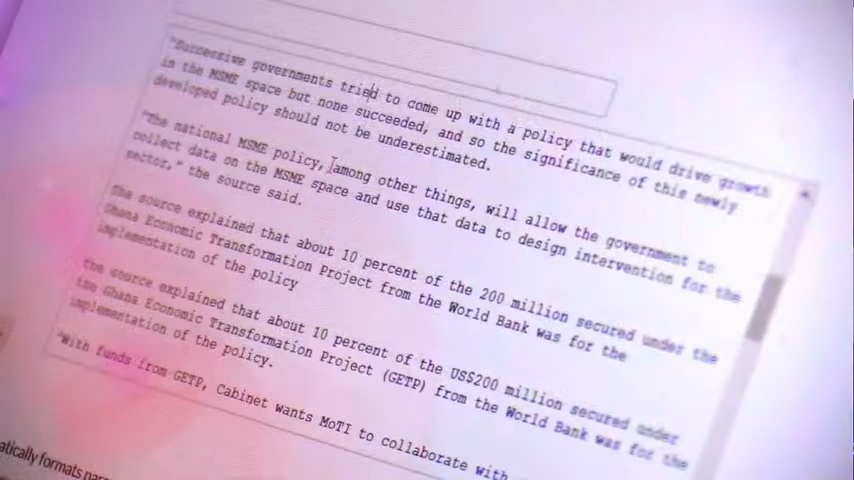 "Successive governments tried to come up with a policy that would drive growth
in the MSME space but none succeeded, and so the significance of this newly
developed policy should not be underestimated.
"The national MSME policy, among other things, will allow the government to
collect data on the MSME space and use that data to design intervention for the
sector," the source said.
The source explained that about 10 percent of the 200 million secured under the
Ghana Economic Transformation Project from the World Bank was for the
implementation of the policy
The source explained that about 10 percent of the US$200 million secured under
the Ghana Economic Transformation Project (GETP) from the World Bank was for the
implementation of the policy.
"With funds from GETP, Cabinet wants MoTI to collaborate with
atically formats par